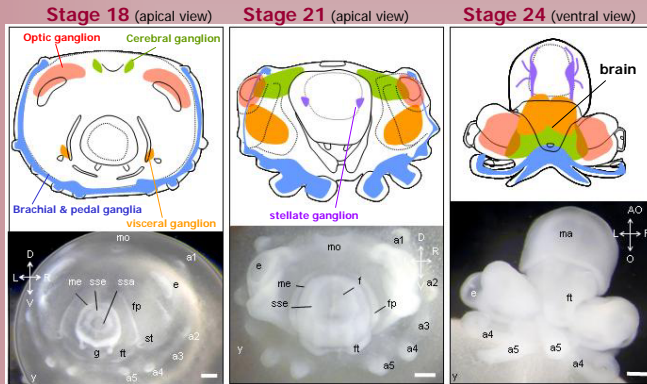 Stage 18 (apical view)
Stage 21 (apical view)
Stage 24 (ventral view)
Optic ganglion
Cerebral ganglion
Brachial & pedal ganglia
visceral ganglion
stellate ganglion
brain
mo
D
L R
V
a1
me sse ssa
fp
e
st
a2
g ft
a3
a4
a5
y
D
R
mo
a1
e
me
f
a2
sse
fp
a3
ft
a4
y
a5
AO
L R
O
ma
e
ft
a4
a5
a5
a4
y